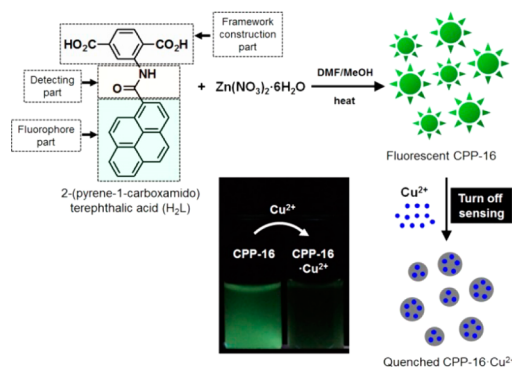 Framework
construction
part
HO₂C
CO₂H
NH
O
Detecting
part
Fluorophore
part
2-(pyrene-1-carboxamido)
terephthalic acid (H₂L)
+ Zn(NO₃)₂·6H₂O
DMF/MeOH
heat
Fluorescent CPP-16
Cu²⁺
Turn off
sensing
Cu²⁺
CPP-16
CPP-16
·Cu²⁺
Quenched CPP-16·Cu²⁺